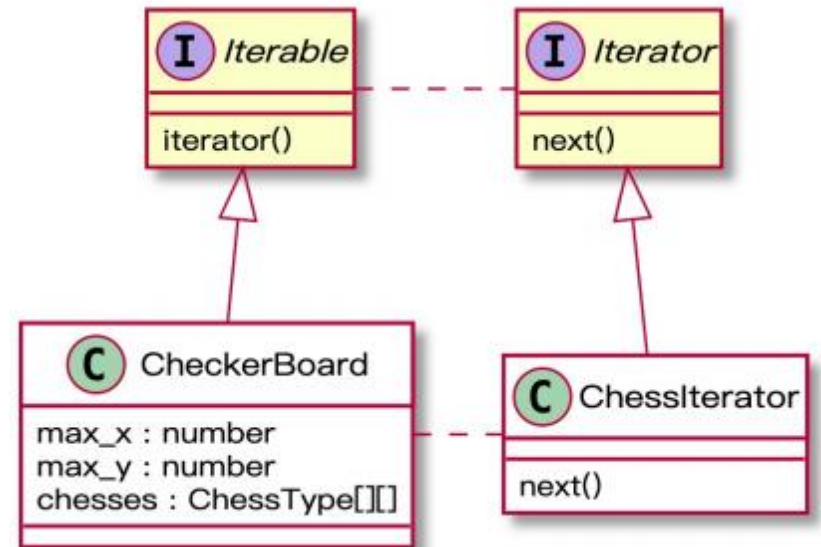 I Iterable
iterator()
I Iterator
next()
C CheckerBoard
max_x : number
max_y : number
chesses : ChessType[][]
C ChessIterator
next()